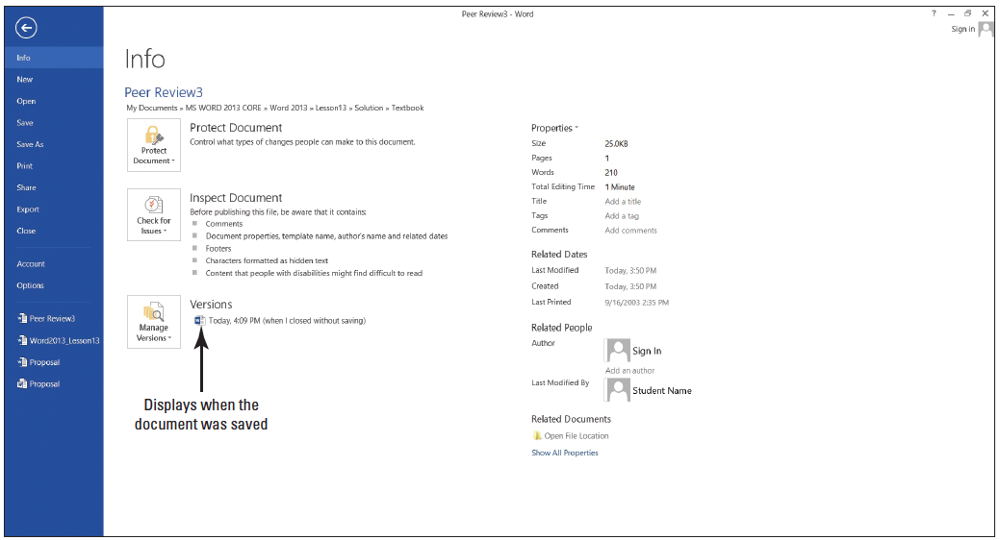 Peer Review3 - Word
?
Sign in
Info
New
Open
Save
Save As
Print
Share
Export
Close
Account
Options
Peer Review3
Word2013_Lesson13
Proposal
Proposal
Info
Peer Review3
My Documents » MS WORD 2013 CORE » Word 2013 » Lesson13 » Solution » Textbook
Protect
Document
Protect Document
Control what types of changes people can make to this document.
Check for
Issues
Inspect Document
Before publishing this file, be aware that it contains:
Comments
Document properties, template name, author's name and related dates
Footers
Characters formatted as hidden text
Content that people with disabilities might find difficult to read
Manage
Versions
Versions
Today, 4:09 PM (when I closed without saving)
Displays when the
document was saved
Properties
Size 25.0KB
Pages 1
Words 210
Total Editing Time 1 Minute
Title Add a title
Tags Add a tag
Comments Add comments
Related Dates
Last Modified Today, 3:50 PM
Created Today, 3:50 PM
Last Printed 9/16/2003 2:35 PM
Related People
Author Sign In
Add an author
Last Modified By Student Name
Related Documents
Open File Location
Show All Properties